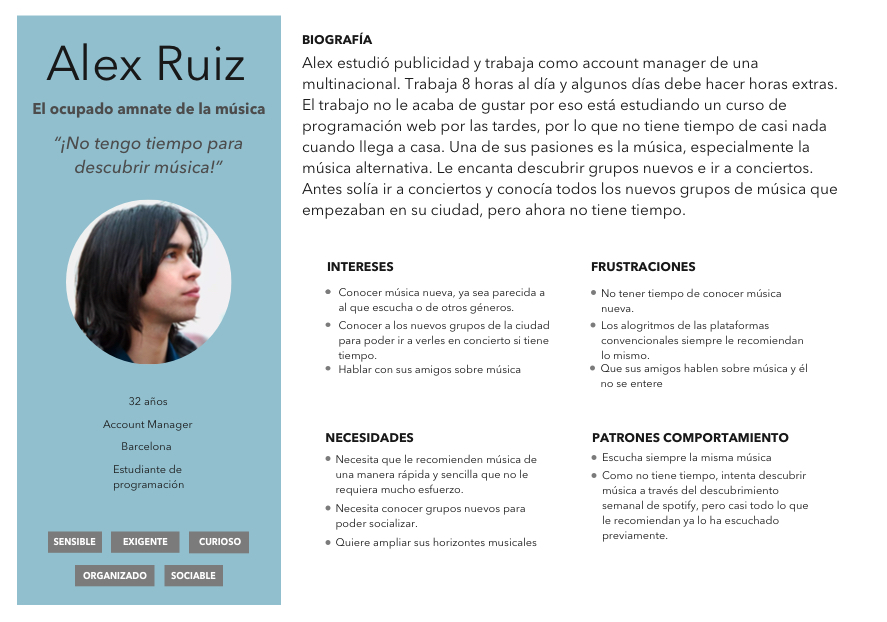 Alex Ruiz
El ocupado amnate de la música
“¡No tengo tiempo para
descubrir música!”
32 años
Account Manager
Barcelona
Estudiante de
programación
SENSIBLE
EXIGENTE
CURIOSO
ORGANIZADO
SOCIABLE
BIOGRAFÍA
Alex estudió publicidad y trabaja como account manager de una
multinacional. Trabaja 8 horas al día y algunos días debe hacer horas extras.
El trabajo no le acaba de gustar por eso está estudiando un curso de
programación web por las tardes, por lo que no tiene tiempo de casi nada
cuando llega a casa. Una de sus pasiones es la música, especialmente la
música alternativa. Le encanta descubrir grupos nuevos e ir a conciertos.
Antes solía ir a conciertos y conocía todos los nuevos grupos de música que
empezaban en su ciudad, pero ahora no tiene tiempo.
INTERESES
• Conocer música nueva, ya sea parecida a
al que escucha o de otros géneros.
• Conocer a los nuevos grupos de la ciudad
para poder ir a verles en concierto si tiene
tiempo.
• Hablar con sus amigos sobre música
FRUSTRACIONES
• No tener tiempo de conocer música
nueva.
• Los alogritmos de las plataformas
convencionales siempre le recomiendan
lo mismo.
• Que sus amigos hablen sobre música y él
no se entere
NECESIDADES
• Necesita que le recomienden música de
una manera rápida y sencilla que no le
requiera mucho esfuerzo.
• Necesita conocer grupos nuevos para
poder socializar.
• Quiere ampliar sus horizontes musicales
PATRONES COMPORTAMIENTO
• Escucha siempre la misma música
• Como no tiene tiempo, intenta descubrir
música a través del descubrimiento
semanal de spotify, pero casi todo lo que
le recomiendan ya lo ha escuchado
previamente.